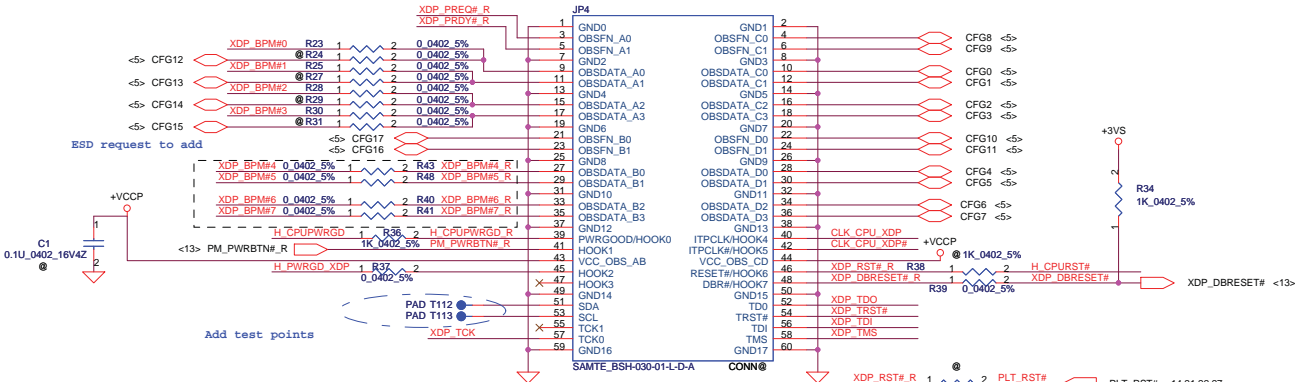 XDP_PREQ#_R
XDP_PRDY#_R
JP4
1 GND0 GND1 2
3 OBSFN_A0 OBSFN_C0 4 CFG8 <5>
5 OBSFN_A1 OBSFN_C1 6 CFG9 <5>
7 GND2 GND3 8
9 OBSDATA_A0 OBSDATA_C0 10 CFG0 <5>
11 OBSDATA_A1 OBSDATA_C1 12 CFG1 <5>
13 GND4 GND5 14
15 OBSDATA_A2 OBSDATA_C2 16 CFG2 <5>
17 OBSDATA_A3 OBSDATA_C3 18 CFG3 <5>
19 GND6 GND7 20
21 OBSFN_B0 OBSFN_D0 22 CFG10 <5>
23 OBSFN_B1 OBSFN_D1 24 CFG11 <5>
25 GND8 GND9 26
27 OBSDATA_B0 OBSDATA_D0 28 CFG4 <5>
29 OBSDATA_B1 OBSDATA_D1 30 CFG5 <5>
31 GND10 GND11 32
33 OBSDATA_B2 OBSDATA_D2 34 CFG6 <5>
35 OBSDATA_B3 OBSDATA_D3 36 CFG7 <5>
37 GND12 GND13 38
39 PWRGOOD/HOOK0 ITPCLK/HOOK4 40 CLK_CPU_XDP
41 HOOK1 ITPCLK#/HOOK5 42 CLK_CPU_XDP#
43 VCC_OBS_AB VCC_OBS_CD 44 +VCCP
45 HOOK2 RESET#/HOOK6 46 XDP_RST#_R R38 1 2 @ 1K_0402_5% H_CPURST#
47 HOOK3 DBR#/HOOK7 48 XDP_DBRESET#_R R39 1 2 0_0402_5% XDP_DBRESET#
49 GND14 GND15 50
51 SDA TD0 52 XDP_TDO
53 SCL TRST# 54 XDP_TRST#
55 TCK1 TDI 56 XDP_TDI
57 TCK0 TMS 58 XDP_TMS
59 GND16 GND17 60
SAMTE_BSH-030-01-L-D-A CONN@
XDP_BPM#0 R23 1 2 0_0402_5%
<5> CFG12 @ R24 1 2 0_0402_5%
XDP_BPM#1 R25 1 2 0_0402_5%
<5> CFG13 @ R27 1 2 0_0402_5%
XDP_BPM#2 R28 1 2 0_0402_5%
<5> CFG14 @ R29 1 2 0_0402_5%
XDP_BPM#3 R30 1 2 0_0402_5%
<5> CFG15 @ R31 1 2 0_0402_5%
<5> CFG17
<5> CFG16
ESD request to add
XDP_BPM#4 0_0402_5% 1 2 R43 XDP_BPM#4_R
XDP_BPM#5 0_0402_5% 1 2 R48 XDP_BPM#5_R
XDP_BPM#6 0_0402_5% 1 2 R40 XDP_BPM#6_R
XDP_BPM#7 0_0402_5% 1 2 R41 XDP_BPM#7_R
+VCCP
1
C1
0.1U_0402_16V4Z
2
@
H_CPUPWRGD R36 1 2 1K_0402_5% H_CPUPWRGD_R
<13> PM_PWRBTN#_R PM_PWRBTN#_R
H_PWRGD_XDP R37 1 2 0_0402_5%
PAD T112
PAD T113
Add test points
XDP_TCK
+3VS
2
R34
1K_0402_5%
1
XDP_DBRESET# <13>
@
XDP_RST#_R 1 2 PLT_RST#